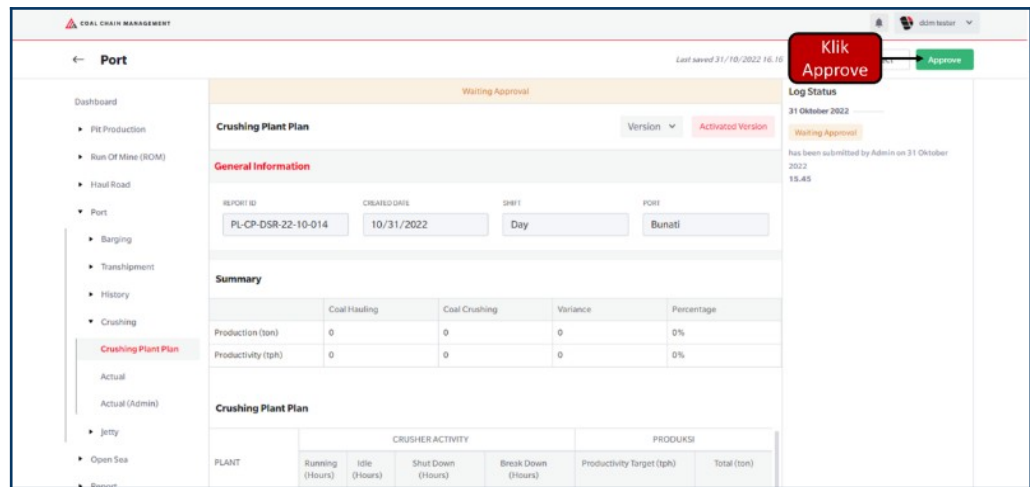 COAL CHAIN MANAGEMENT
ddm tester
← Port
Last saved 31/10/2022 16.16
Klik
Approve
Approve
Dashboard
Pit Production
Run Of Mine (ROM)
Haul Road
Port
Barging
Transhipment
History
Crushing
Crushing Plant Plan
Actual
Actual (Admin)
Jetty
Open Sea
Report
Waiting Approval
Crushing Plant Plan
Version
Activated Version
General Information
REPORT ID CREATED DATE SHIFT PORT
PL-CP-DSR-22-10-014 10/31/2022 Day Bunati
Summary
Coal Hauling Coal Crushing Variance Percentage
Production (ton) 0 0 0 0%
Productivity (tph) 0 0 0 0%
Crushing Plant Plan
CRUSHER ACTIVITY PRODUKSI
PLANT Running (Hours) Idle (Hours) Shut Down (Hours) Break Down (Hours) Productivity Target (tph) Total (ton)
Log Status
31 Oktober 2022
Waiting Approval
has been submitted by Admin on 31 Oktober
2022
15.45